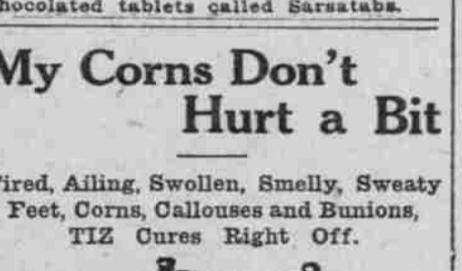 hocolated tablets called Sarsatabs.
My Corns Don't
Hurt a Bit
Tired, Ailing, Swollen, Smelly, Sweaty
Feet, Corns, Callouses and Bunions,
TIZ Cures Right Off.